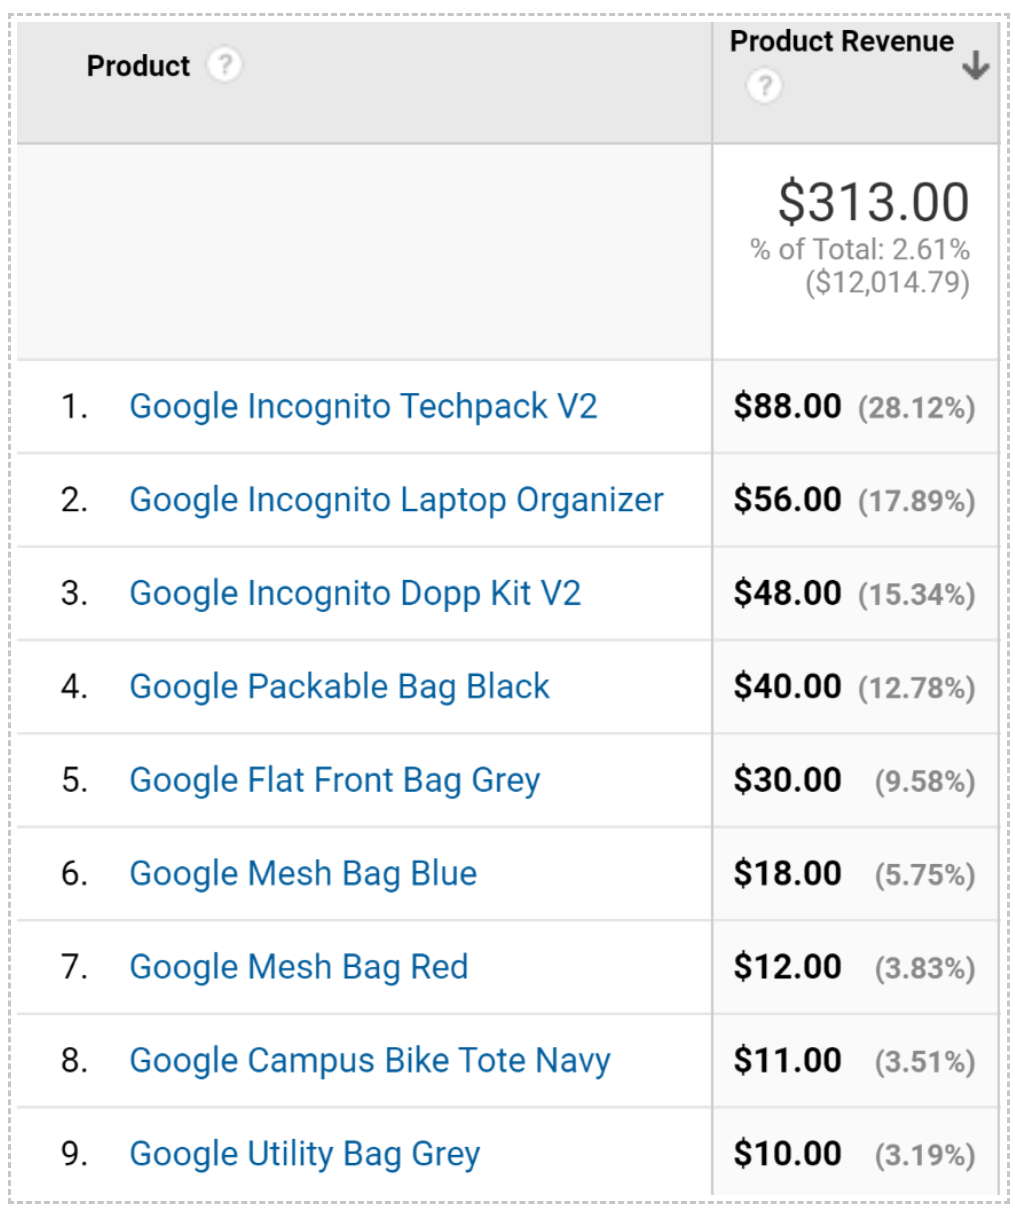 Product ?
Product Revenue
?
$313.00
% of Total: 2.61%
($12,014.79)
1. Google Incognito Techpack V2 $88.00 (28.12%)
2. Google Incognito Laptop Organizer $56.00 (17.89%)
3. Google Incognito Dopp Kit V2 $48.00 (15.34%)
4. Google Packable Bag Black $40.00 (12.78%)
5. Google Flat Front Bag Grey $30.00 (9.58%)
6. Google Mesh Bag Blue $18.00 (5.75%)
7. Google Mesh Bag Red $12.00 (3.83%)
8. Google Campus Bike Tote Navy $11.00 (3.51%)
9. Google Utility Bag Grey $10.00 (3.19%)